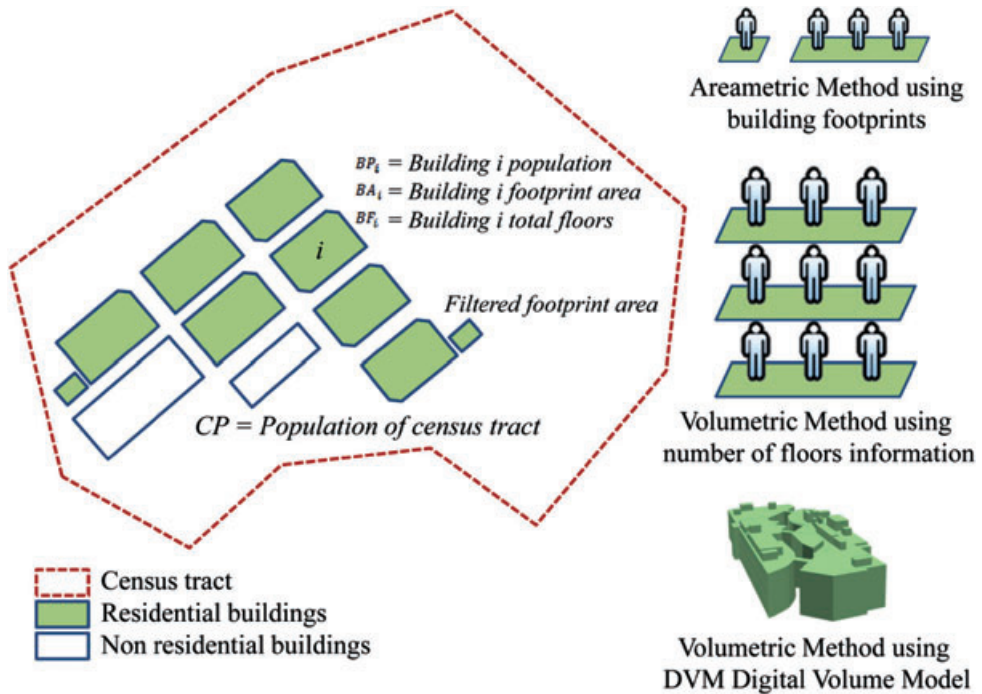 BPᵢ = Building i population
BAᵢ = Building i footprint area
BFᵢ = Building i total floors
i
Filtered footprint area
CP = Population of census tract
Census tract
Residential buildings
Non residential buildings
Areametric Method using
building footprints
Volumetric Method using
number of floors information
Volumetric Method using
DVM Digital Volume Model